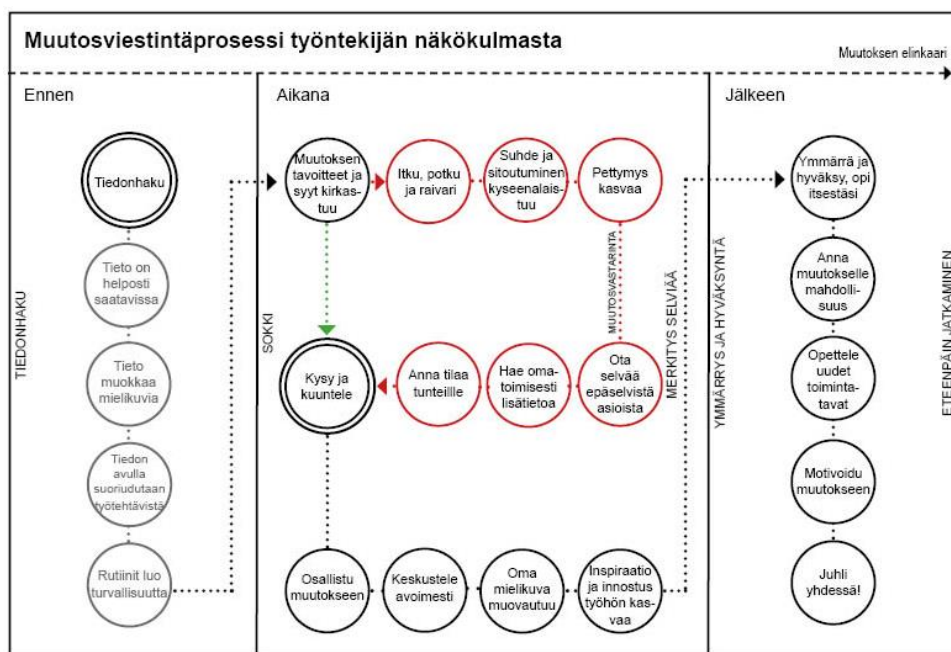 Muutosviestintäprosessi työntekijän näkökulmasta
Muutoksen elinkaari
Ennen
TIEDONHAKU
Tiedonhaku
Tieto on
helposti
saatavissa
Tieto
muokkaa
mielikuvia
Tiedon
avulla
suoriudutaan
työtehtävistä
Rutiinit luo
turvallisuutta
Aikana
SOKKI
Muutoksen
tavoitteet ja
syyt kirkas-
tuu
Itku, potku
ja raivari
Suhde ja
sitoutuminen
kyseenalais-
tuu
Pettymys
kasvaa
MUUTOSVASTARINTA
Kysy ja
kuuntele
Anna tilaa
tunteillle
Hae oma-
toimisesti
lisätietoa
Ota
selvää
epäselvistä
asioista
Osallistu
muutokseen
Keskustele
avoimesti
Oma
mielikuva
muovautuu
Inspiraatio
ja innostus
työhön kas-
vaa
MERKITYS SELVIÄÄ
Jälkeen
YMMÄRRYS JA HYVÄKSYNTÄ
Ymmärrä ja
hyväksy, opi
itsestäsi
Anna
muutokselle
mahdolli-
suus
Opettele
uudet
toiminta-
tavat
Motivoidu
muutokseen
Juhli
yhdessä!
ETEENPÄIN JATKAMINEN